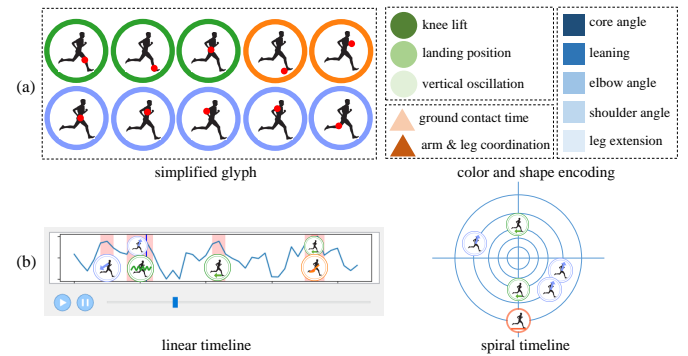 (a)
simplified glyph
knee lift
landing position
vertical oscillation
ground contact time
arm & leg coordination
core angle
leaning
elbow angle
shoulder angle
leg extension
color and shape encoding
(b)
linear timeline
spiral timeline